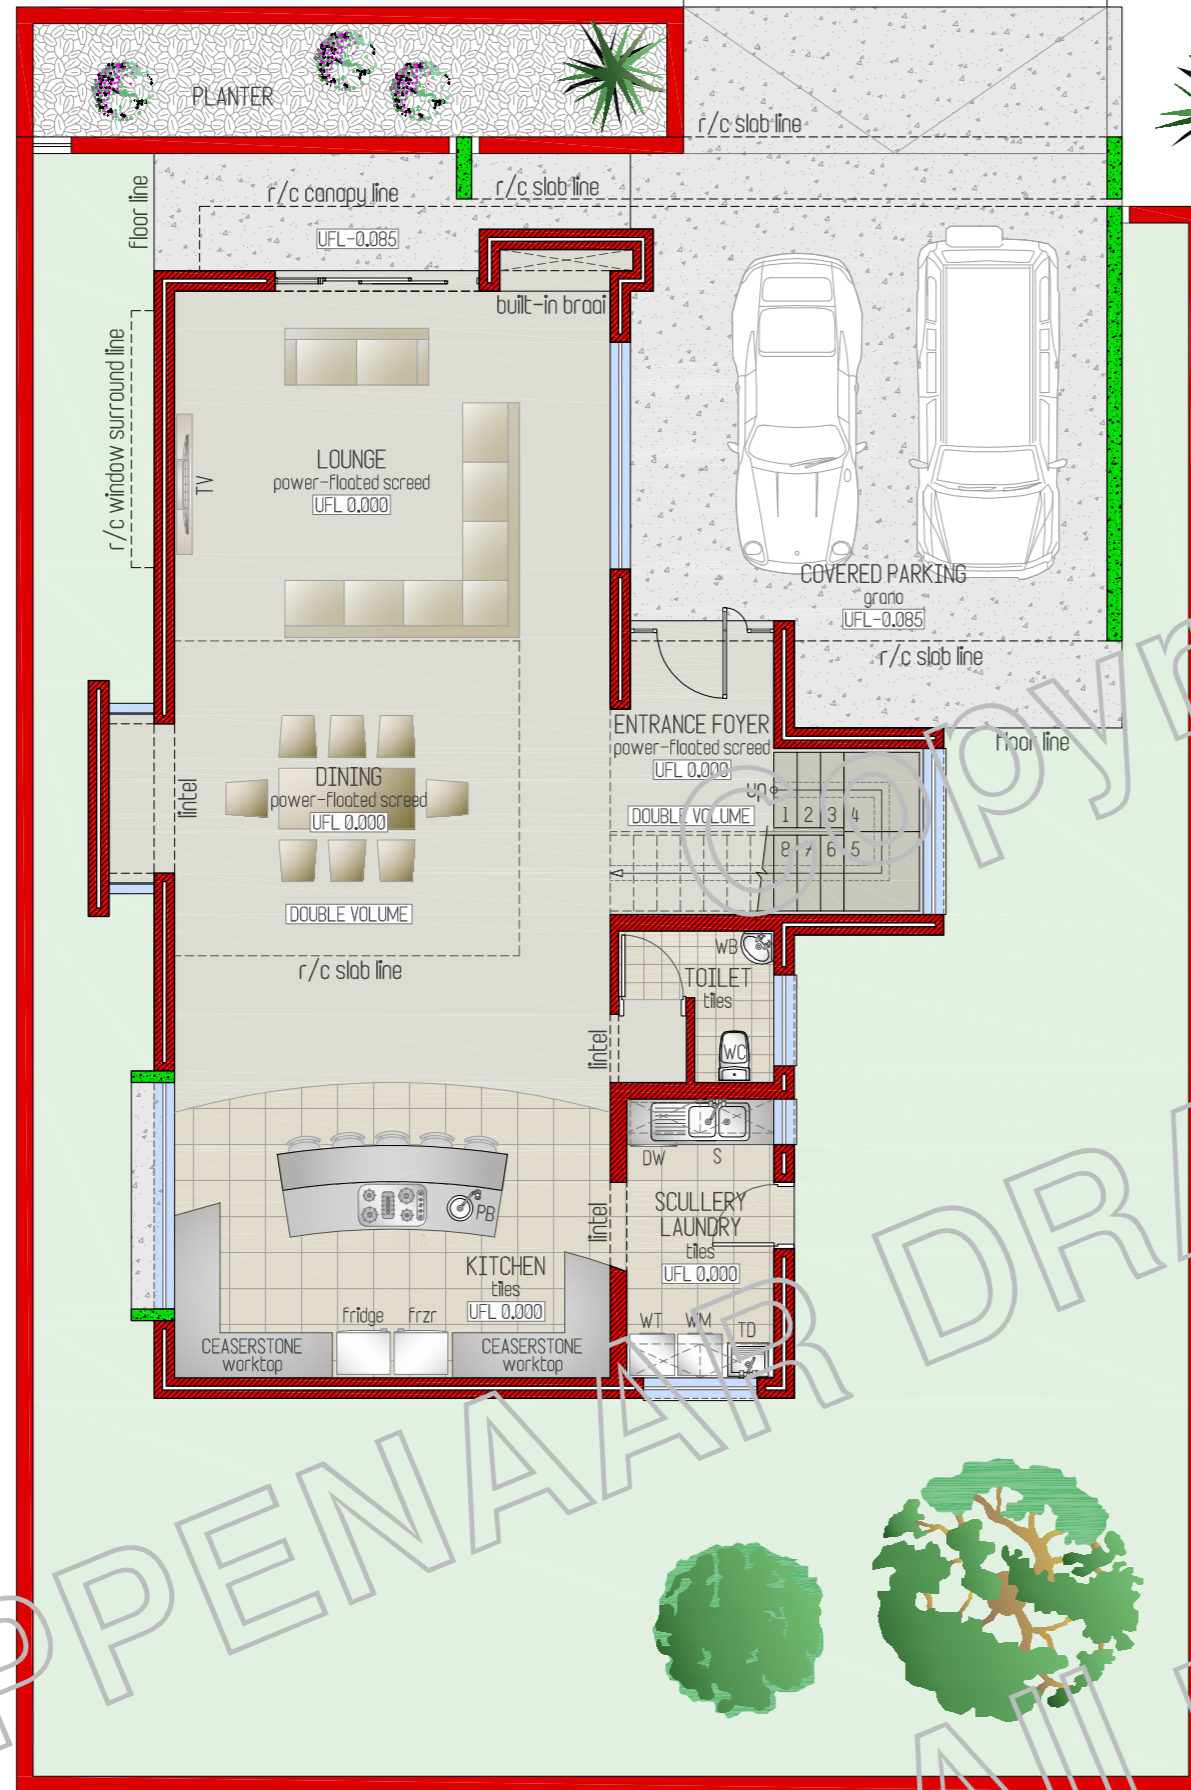 PLANTER
r/c slab line
floor line
r/c canopy line
r/c slab line
UFL-0.085
built-in braai
r/c window surround line
TV
LOUNGE
power-floated screed
UFL 0.000
COVERED PARKING
grano
UFL-0.085
r/c slab line
floor line
ENTRANCE FOYER
power-floated screed
UFL 0.000
up
DOUBLE VOLUME
1 2 3 4
8 7 6 5
lintel
DINING
power-floated screed
UFL 0.000
DOUBLE VOLUME
r/c slab line
WB
TOILET
tiles
WC
lintel
DW
S
SCULLERY
LAUNDRY
tiles
UFL 0.000
lintel
PB
KITCHEN
tiles
UFL 0.000
fridge
frzr
CEASERSTONE
worktop
CEASERSTONE
worktop
WT
WM
TD
Copyr
PPENAAR DRA
All